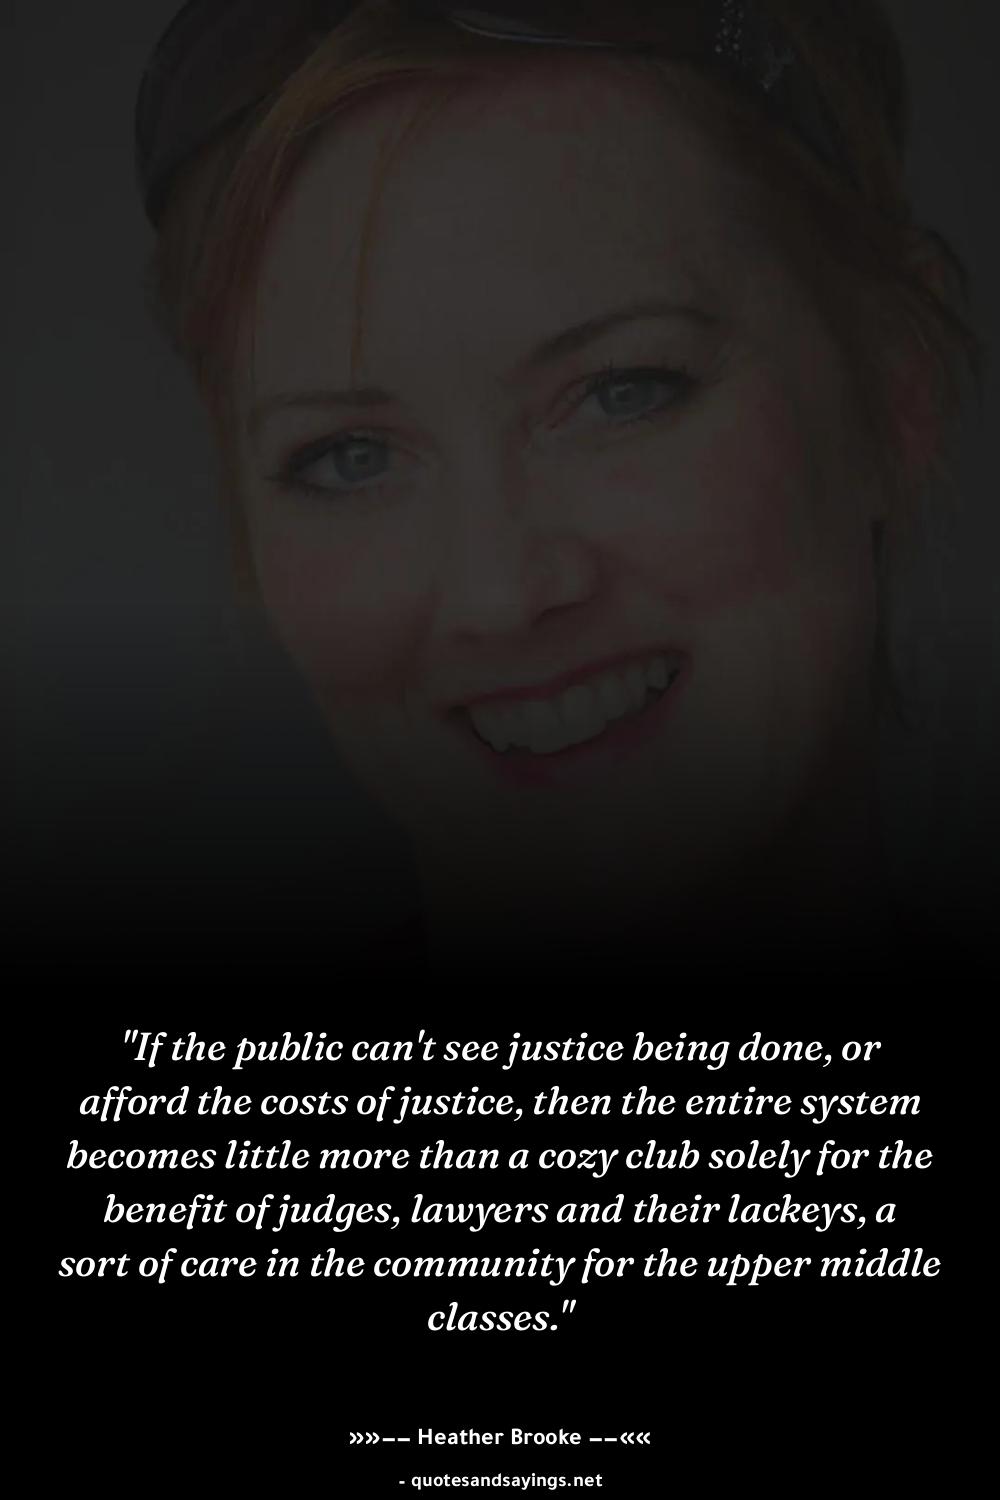 "If the public can't see justice being done, or
afford the costs of justice, then the entire system
becomes little more than a cozy club solely for the
benefit of judges, lawyers and their lackeys, a
sort of care in the community for the upper middle
classes."
»»–– Heather Brooke ––««
- quotesandsayings.net